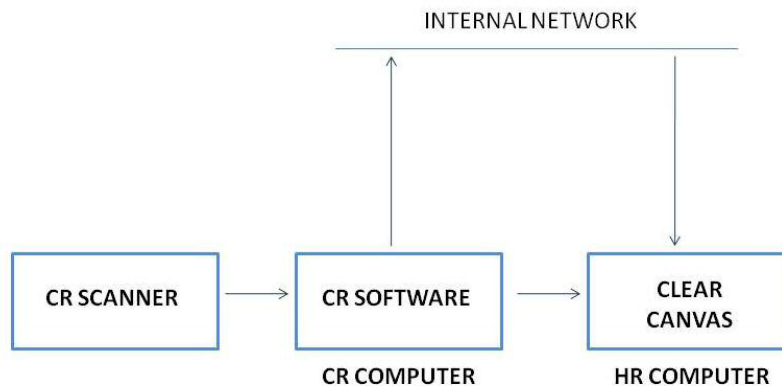 INTERNAL NETWORK
CR SCANNER
CR SOFTWARE
CLEAR
CANVAS
CR COMPUTER
HR COMPUTER